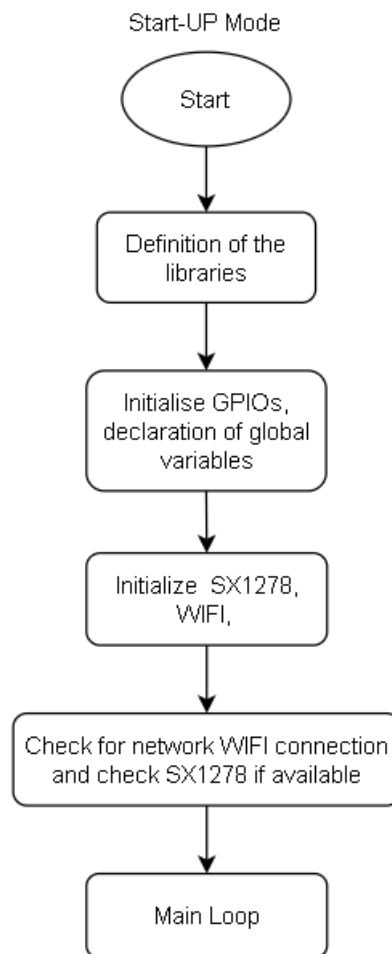 Start-UP Mode
Start
Definition of the
libraries
Initialise GPIOs,
declaration of global
variables
Initialize SX1278,
WIFI,
Check for network WIFI connection
and check SX1278 if available
Main Loop